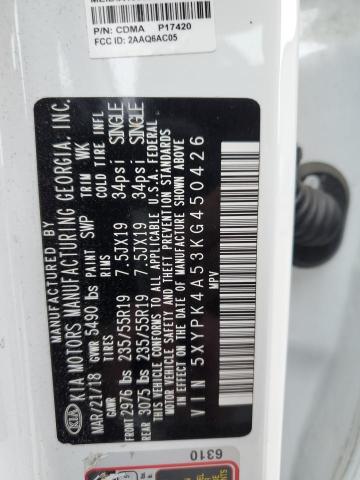 P/N: CDMA P17420
FCC ID: 2AAQ6AC05
KIA
MANUFACTURED BY
KIA MOTORS MANUFACTURING GEORGIA, INC.
MAR/21/18 PAINT SWP TRIM WK
GVWR 5490 lbs TIRES RIMS COLD TIRE INFL
GAWR
FRONT 2976 lbs 235/55R19 7.5JX19 34psi SINGLE
REAR 3075 lbs 235/55R19 7.5JX19 34psi SINGLE
THIS VEHICLE CONFORMS TO ALL APPLICABLE U.S.A. FEDERAL
MOTOR VEHICLE SAFETY AND THEFT PREVENTION STANDARDS
IN EFFECT ON THE DATE OF MANUFACTURE SHOWN ABOVE.
VIN 5XYPK4A53KG450426
MPV
6310